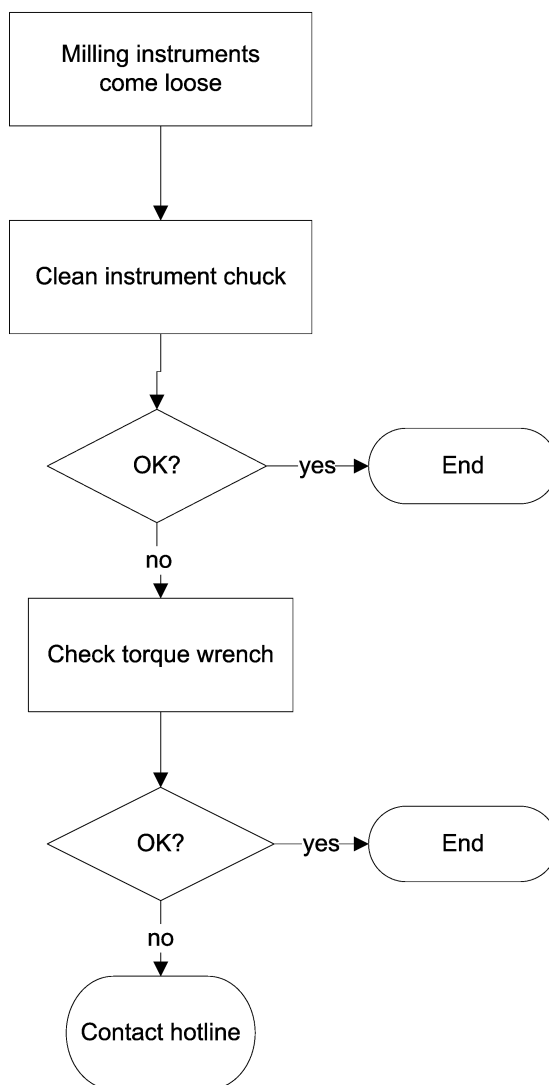 Milling instruments
come loose
Clean instrument chuck
OK?
yes
End
no
Check torque wrench
OK?
yes
End
no
Contact hotline